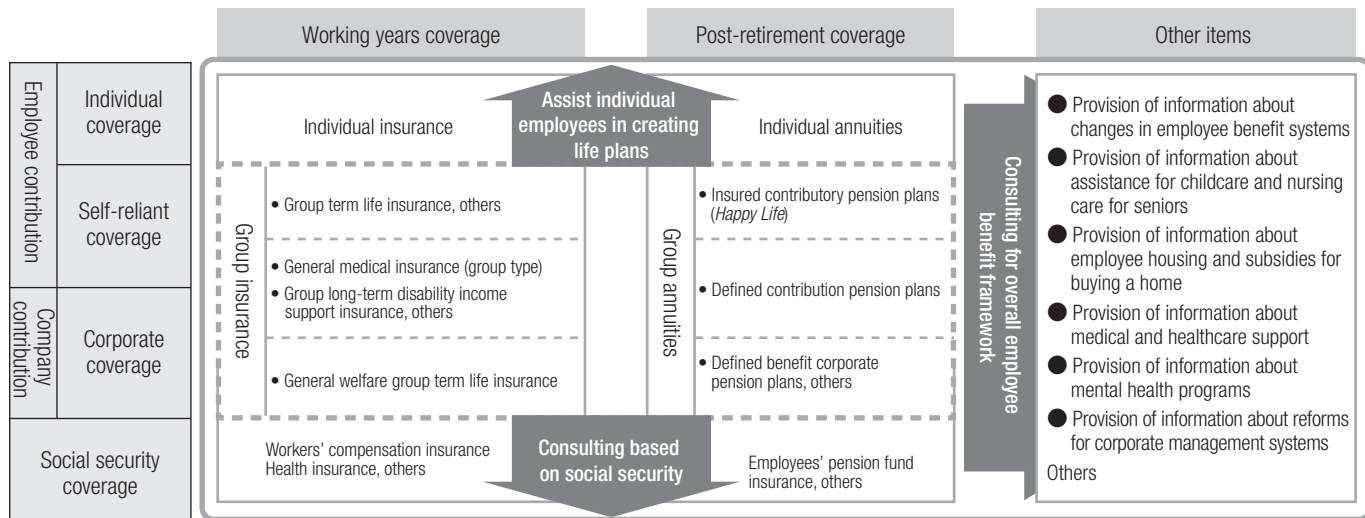 Working years coverage
Post-retirement coverage
Other items
Employee contribution
Individual
coverage
Self-reliant
coverage
Company
contribution
Corporate
coverage
Social security
coverage
Individual insurance
Assist individual
employees in creating
life plans
Individual annuities
Group insurance
• Group term life insurance, others
• General medical insurance (group type)
• Group long-term disability income
support insurance, others
• General welfare group term life insurance
Group annuities
• Insured contributory pension plans
(Happy Life)
• Defined contribution pension plans
• Defined benefit corporate
pension plans, others
Workers’ compensation insurance
Health insurance, others
Consulting based
on social security
Employees’ pension fund
insurance, others
Consulting for overall employee
benefit framework
● Provision of information about
changes in employee benefit systems
● Provision of information about
assistance for childcare and nursing
care for seniors
● Provision of information about
employee housing and subsidies for
buying a home
● Provision of information about
medical and healthcare support
● Provision of information about
mental health programs
● Provision of information about reforms
for corporate management systems
Others